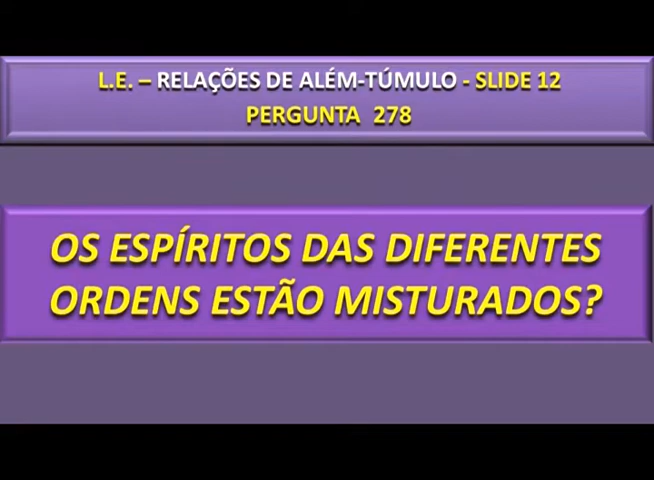 L.E. – RELAÇÕES DE ALÉM-TÚMULO - SLIDE 12
PERGUNTA 278
OS ESPÍRITOS DAS DIFERENTES
ORDENS ESTÃO MISTURADOS?